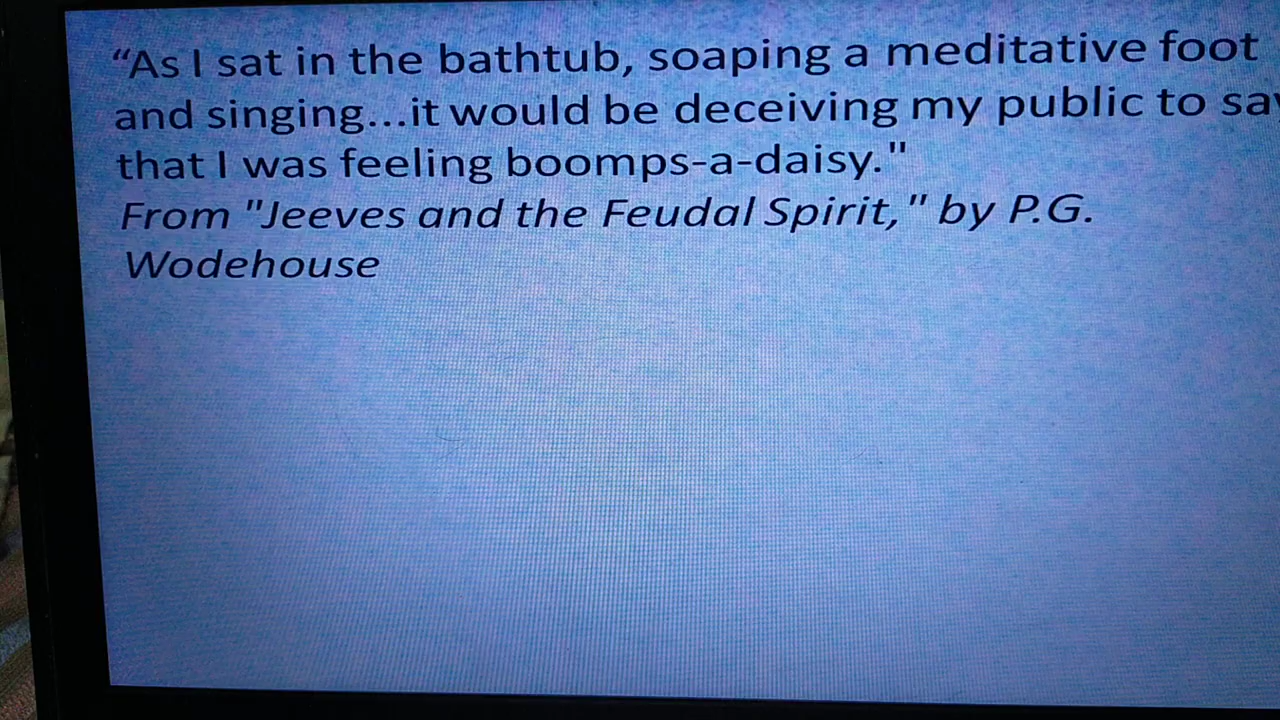 “As I sat in the bathtub, soaping a meditative foot
and singing...it would be deceiving my public to
that I was feeling boomps-a-daisy."
From "Jeeves and the Feudal Spirit," by P.G.
Wodehouse